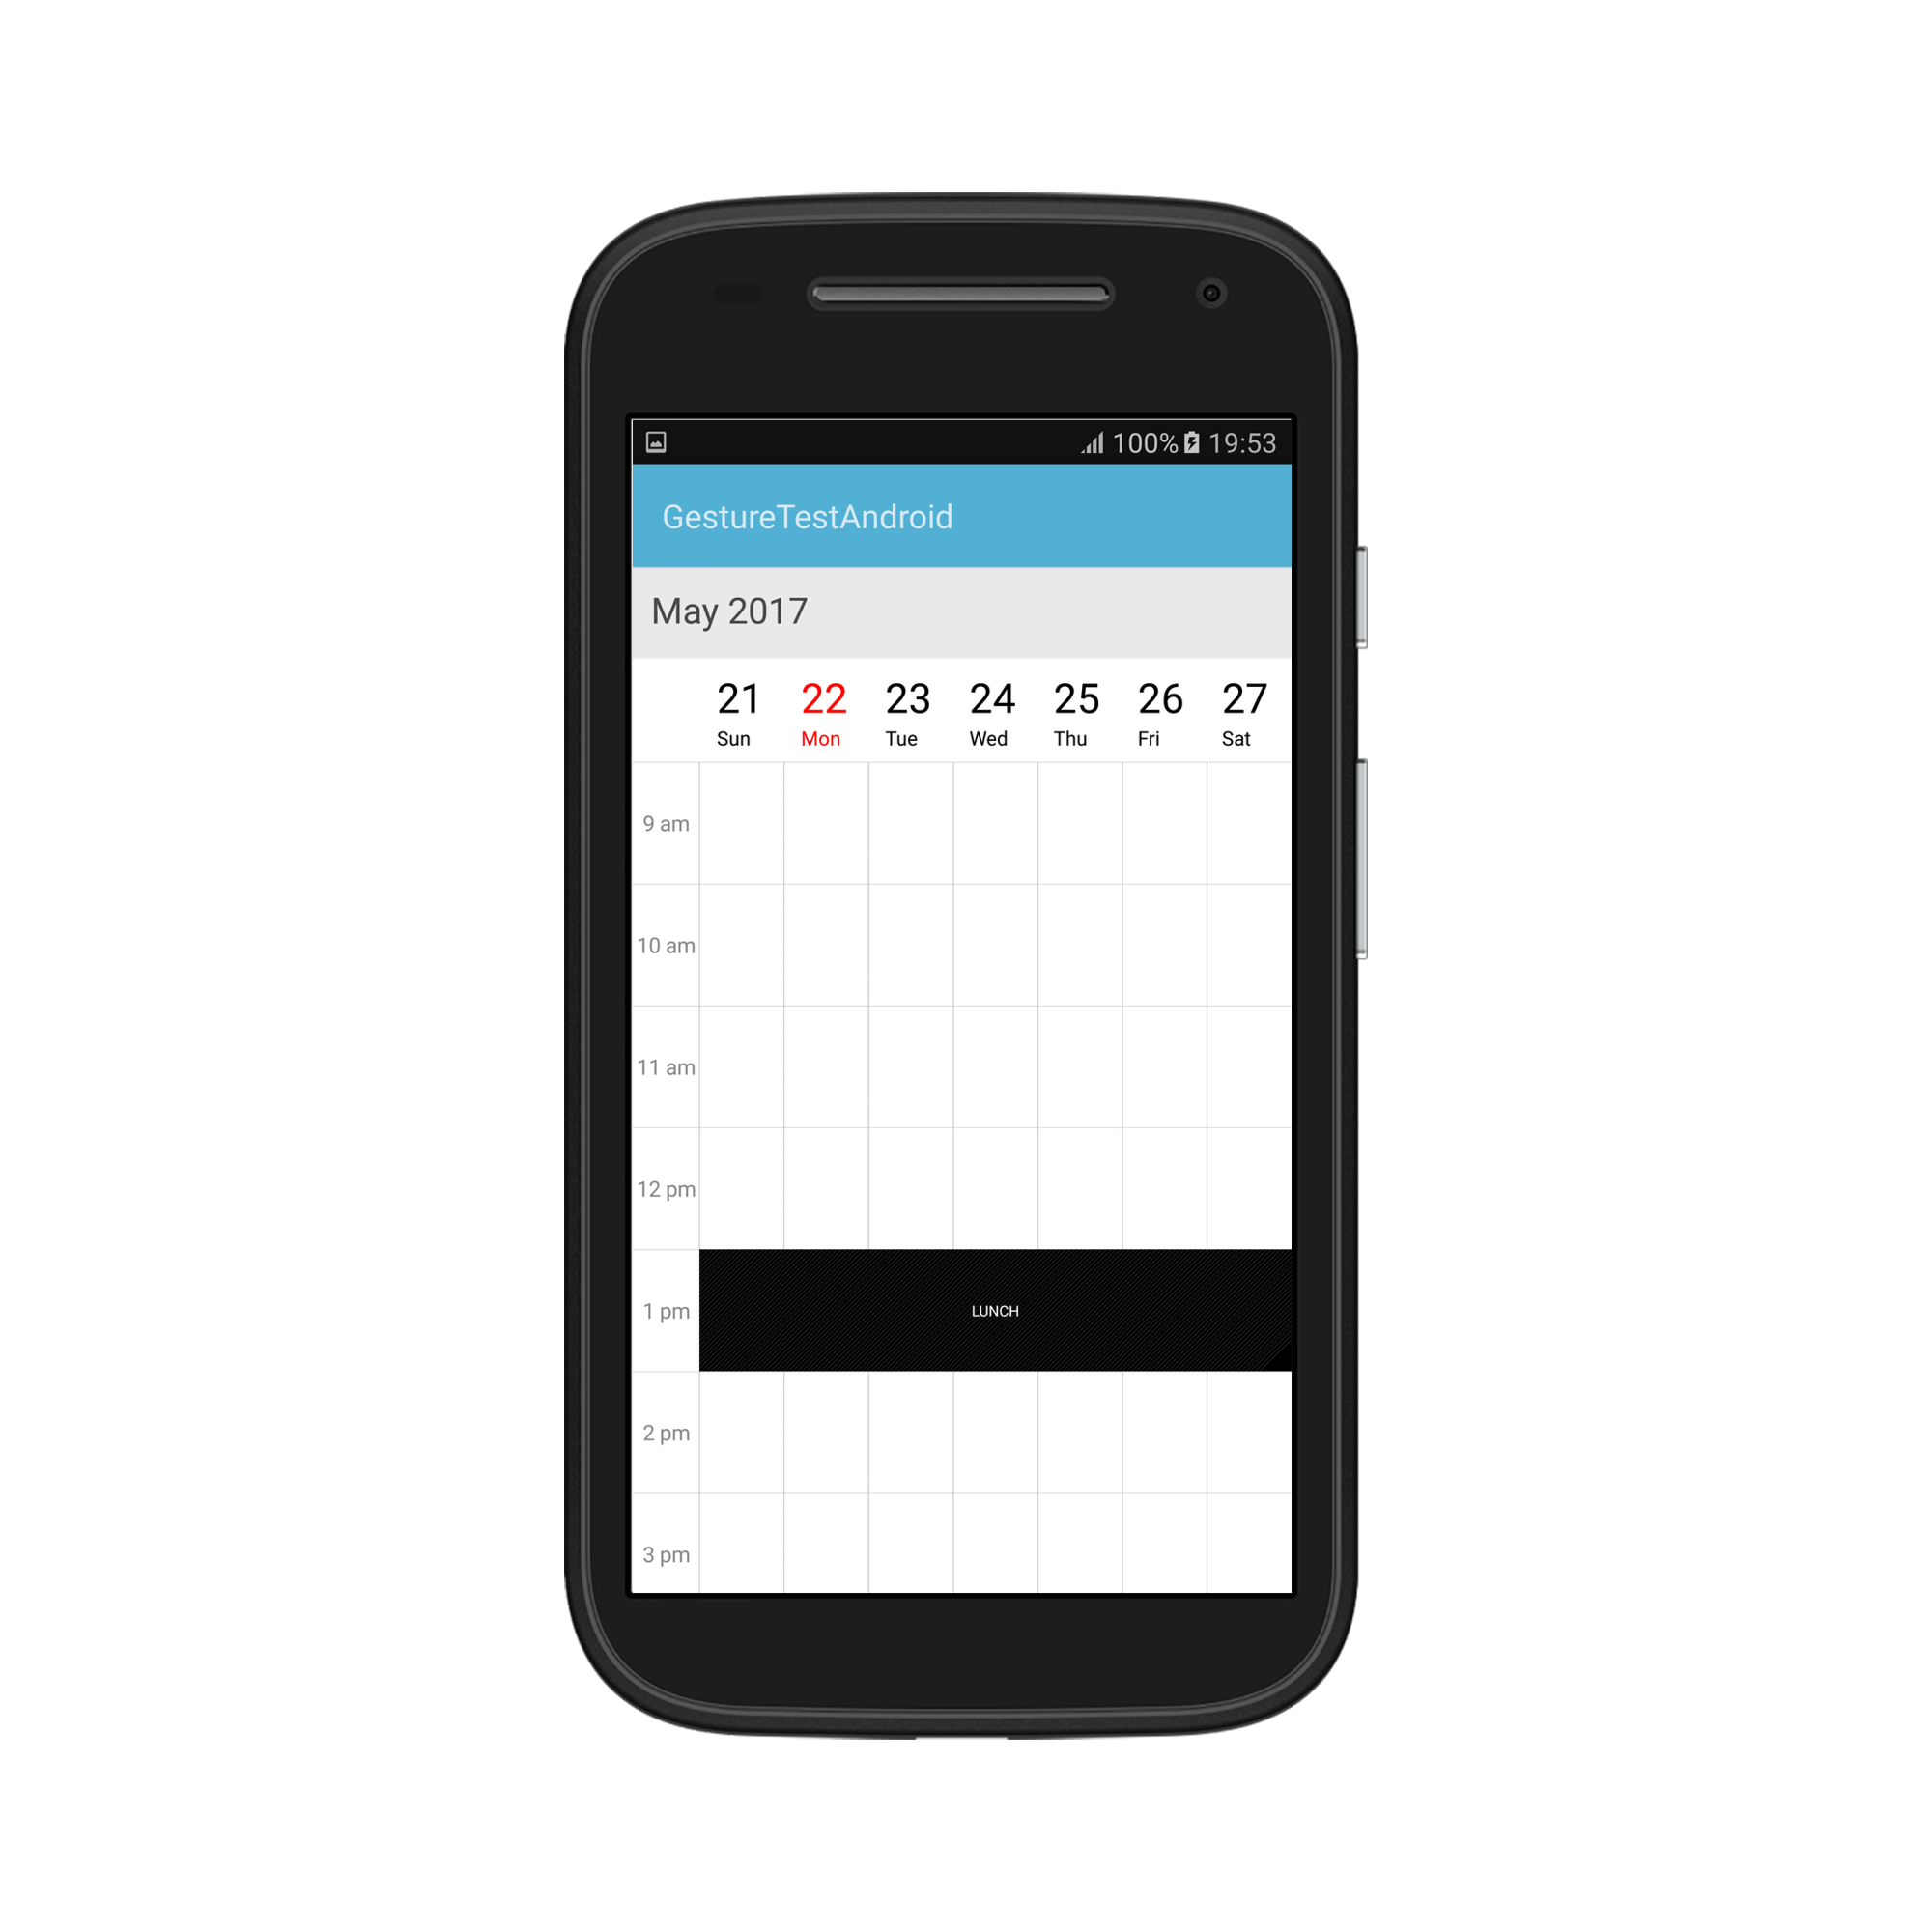 100% 19:53
GestureTestAndroid
May 2017
21 22 23 24 25 26 27
Sun Mon Tue Wed Thu Fri Sat
9 am
10 am
11 am
12 pm
1 pm LUNCH
2 pm
3 pm